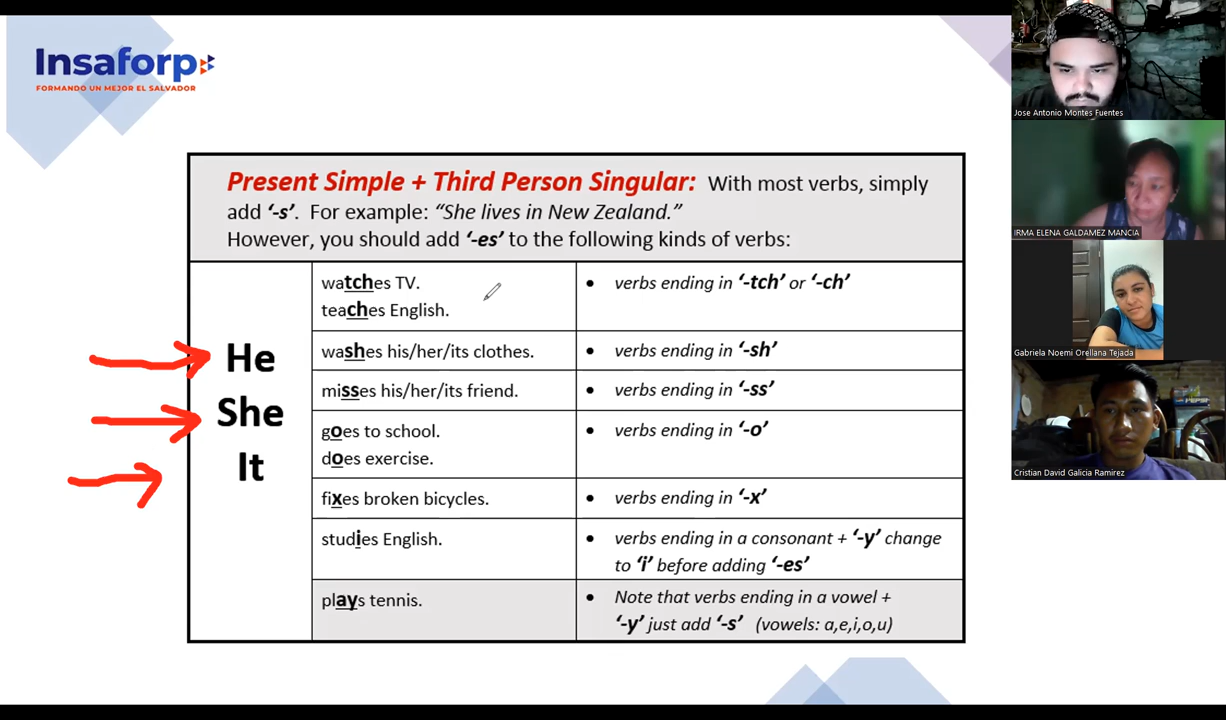 Insaforp
FORMANDO UN MEJOR EL SALVADOR
Present Simple + Third Person Singular: With most verbs, simply
add ‘-s’. For example: “She lives in New Zealand.”
However, you should add ‘-es’ to the following kinds of verbs:
He
She
It
watches TV.
teaches English.
• verbs ending in ‘-tch’ or ‘-ch’
washes his/her/its clothes.
• verbs ending in ‘-sh’
misses his/her/its friend.
• verbs ending in ‘-ss’
goes to school.
does exercise.
• verbs ending in ‘-o’
fixes broken bicycles.
• verbs ending in ‘-x’
studies English.
• verbs ending in a consonant + ‘-y’ change
to ‘i’ before adding ‘-es’
plays tennis.
• Note that verbs ending in a vowel +
‘-y’ just add ‘-s’ (vowels: a,e,i,o,u)
Jose Antonio Montes Fuentes
IRMA ELENA GALDAMEZ MANCIA
Gabriela Noemi Orellana Tejada
PEPSI
Cristian David Galicia Ramirez